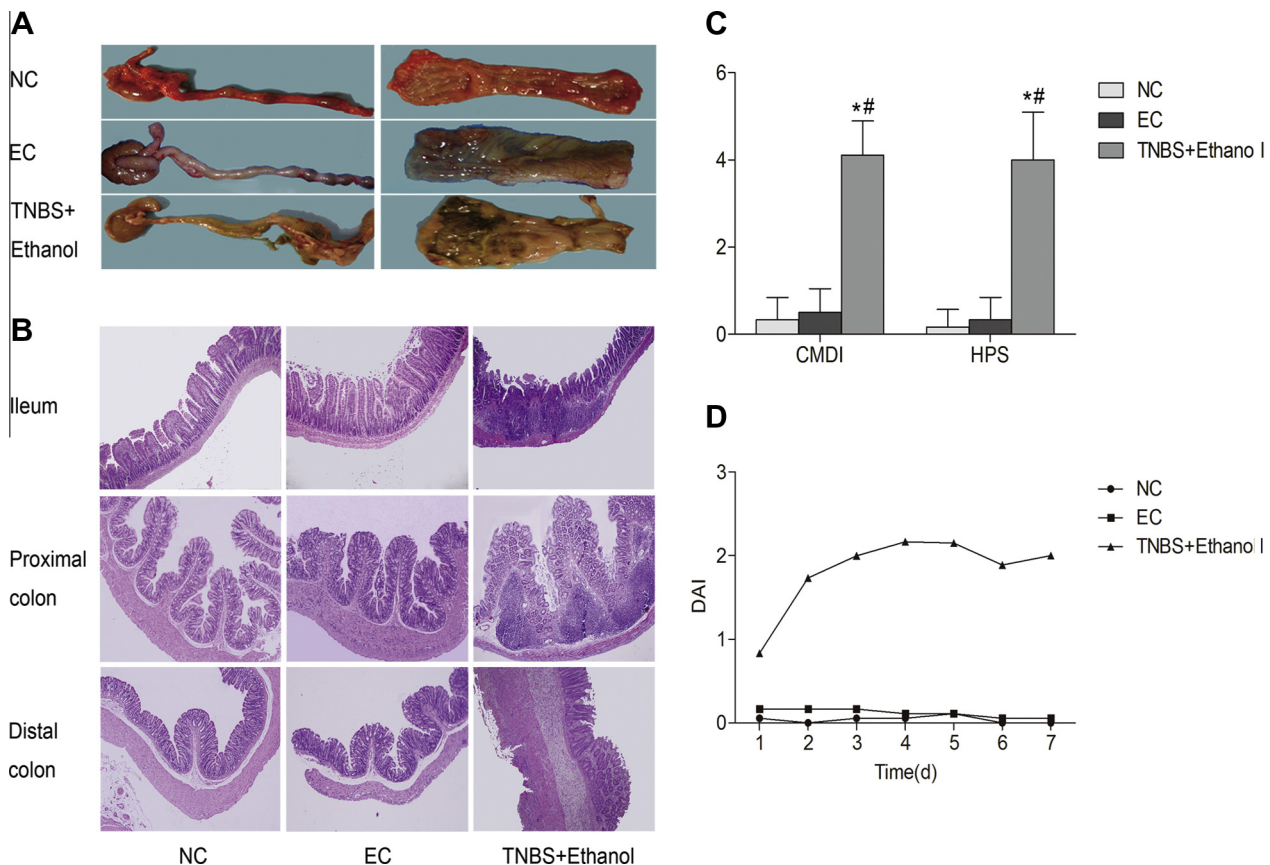 A
NC
EC
TNBS+
Ethanol
B
Ileum
Proximal
colon
Distal
colon
NC
EC
TNBS+Ethanol
C
6
4
2
0
*#
*#
CMDI
HPS
NC
EC
TNBS+Ethano l
D
3
2
1
0
DAI
1 2 3 4 5 6 7
Time(d)
NC
EC
TNBS+Ethano l